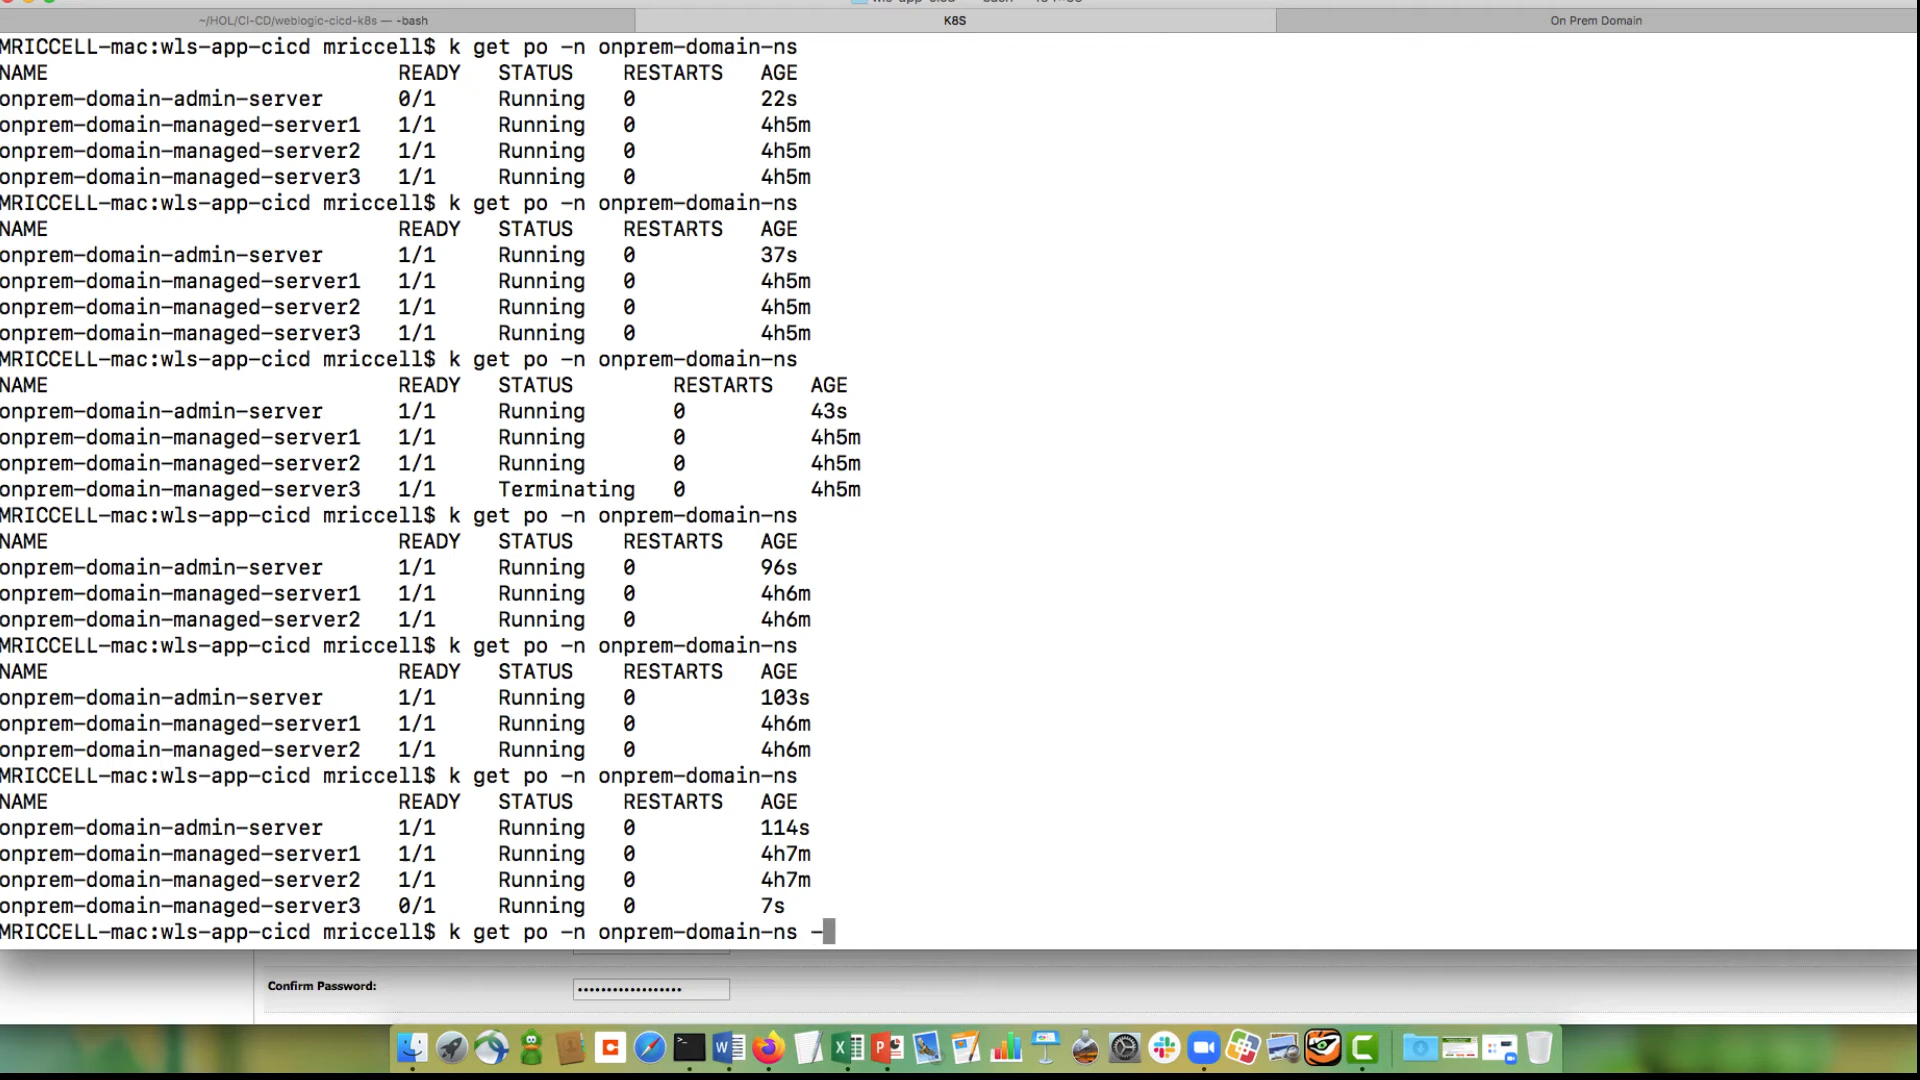 ~/HOL/CI-CD/weblogic-cicd-k8s — -bash
K8S
On Prem Domain
MRICCELL-mac:wls-app-cicd mriccell$ k get po -n onprem-domain-ns
NAME READY STATUS RESTARTS AGE
onprem-domain-admin-server 0/1 Running 0 22s
onprem-domain-managed-server1 1/1 Running 0 4h5m
onprem-domain-managed-server2 1/1 Running 0 4h5m
onprem-domain-managed-server3 1/1 Running 0 4h5m
MRICCELL-mac:wls-app-cicd mriccell$ k get po -n onprem-domain-ns
NAME READY STATUS RESTARTS AGE
onprem-domain-admin-server 1/1 Running 0 37s
onprem-domain-managed-server1 1/1 Running 0 4h5m
onprem-domain-managed-server2 1/1 Running 0 4h5m
onprem-domain-managed-server3 1/1 Running 0 4h5m
MRICCELL-mac:wls-app-cicd mriccell$ k get po -n onprem-domain-ns
NAME READY STATUS RESTARTS AGE
onprem-domain-admin-server 1/1 Running 0 43s
onprem-domain-managed-server1 1/1 Running 0 4h5m
onprem-domain-managed-server2 1/1 Running 0 4h5m
onprem-domain-managed-server3 1/1 Terminating 0 4h5m
MRICCELL-mac:wls-app-cicd mriccell$ k get po -n onprem-domain-ns
NAME READY STATUS RESTARTS AGE
onprem-domain-admin-server 1/1 Running 0 96s
onprem-domain-managed-server1 1/1 Running 0 4h6m
onprem-domain-managed-server2 1/1 Running 0 4h6m
MRICCELL-mac:wls-app-cicd mriccell$ k get po -n onprem-domain-ns
NAME READY STATUS RESTARTS AGE
onprem-domain-admin-server 1/1 Running 0 103s
onprem-domain-managed-server1 1/1 Running 0 4h6m
onprem-domain-managed-server2 1/1 Running 0 4h6m
MRICCELL-mac:wls-app-cicd mriccell$ k get po -n onprem-domain-ns
NAME READY STATUS RESTARTS AGE
onprem-domain-admin-server 1/1 Running 0 114s
onprem-domain-managed-server1 1/1 Running 0 4h7m
onprem-domain-managed-server2 1/1 Running 0 4h7m
onprem-domain-managed-server3 0/1 Running 0 7s
MRICCELL-mac:wls-app-cicd mriccell$ k get po -n onprem-domain-ns -
Confirm Password: ••••••••••••••••••